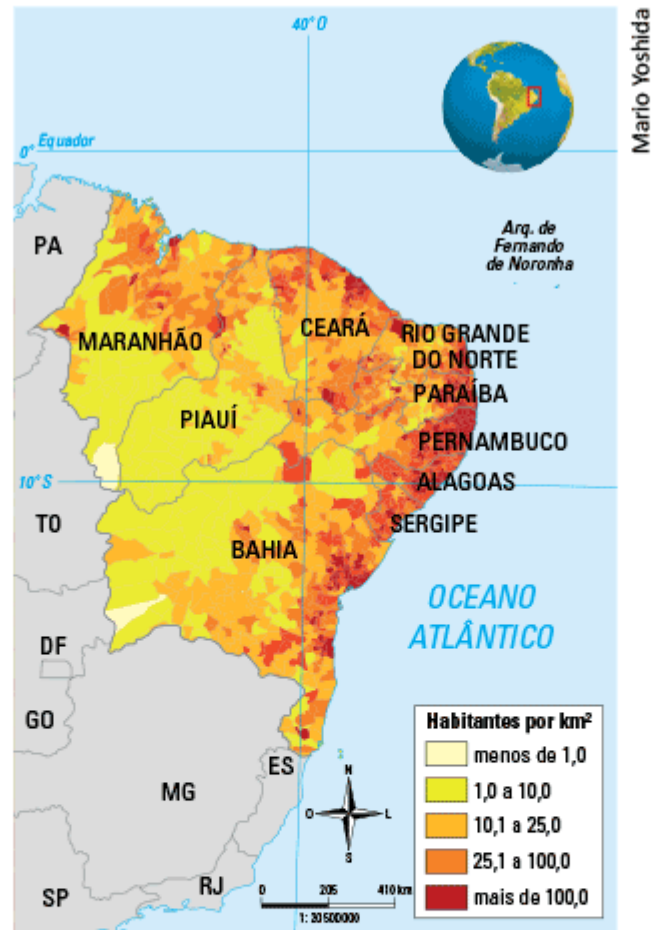 40° O
Mario Yoshida
0° Equador
PA
Arq. de
Fernando
de Noronha
MARANHÃO
CEARÁ
RIO GRANDE
DO NORTE
PARAÍBA
PIAUÍ
PERNAMBUCO
10° S
ALAGOAS
TO
SERGIPE
BAHIA
OCEANO
ATLÂNTICO
DF
GO
Habitantes por km²
menos de 1,0
1,0 a 10,0
10,1 a 25,0
25,1 a 100,0
mais de 100,0
ES
MG
N
O
L
S
RJ
SP
0 205 410 km
1: 20 500 000